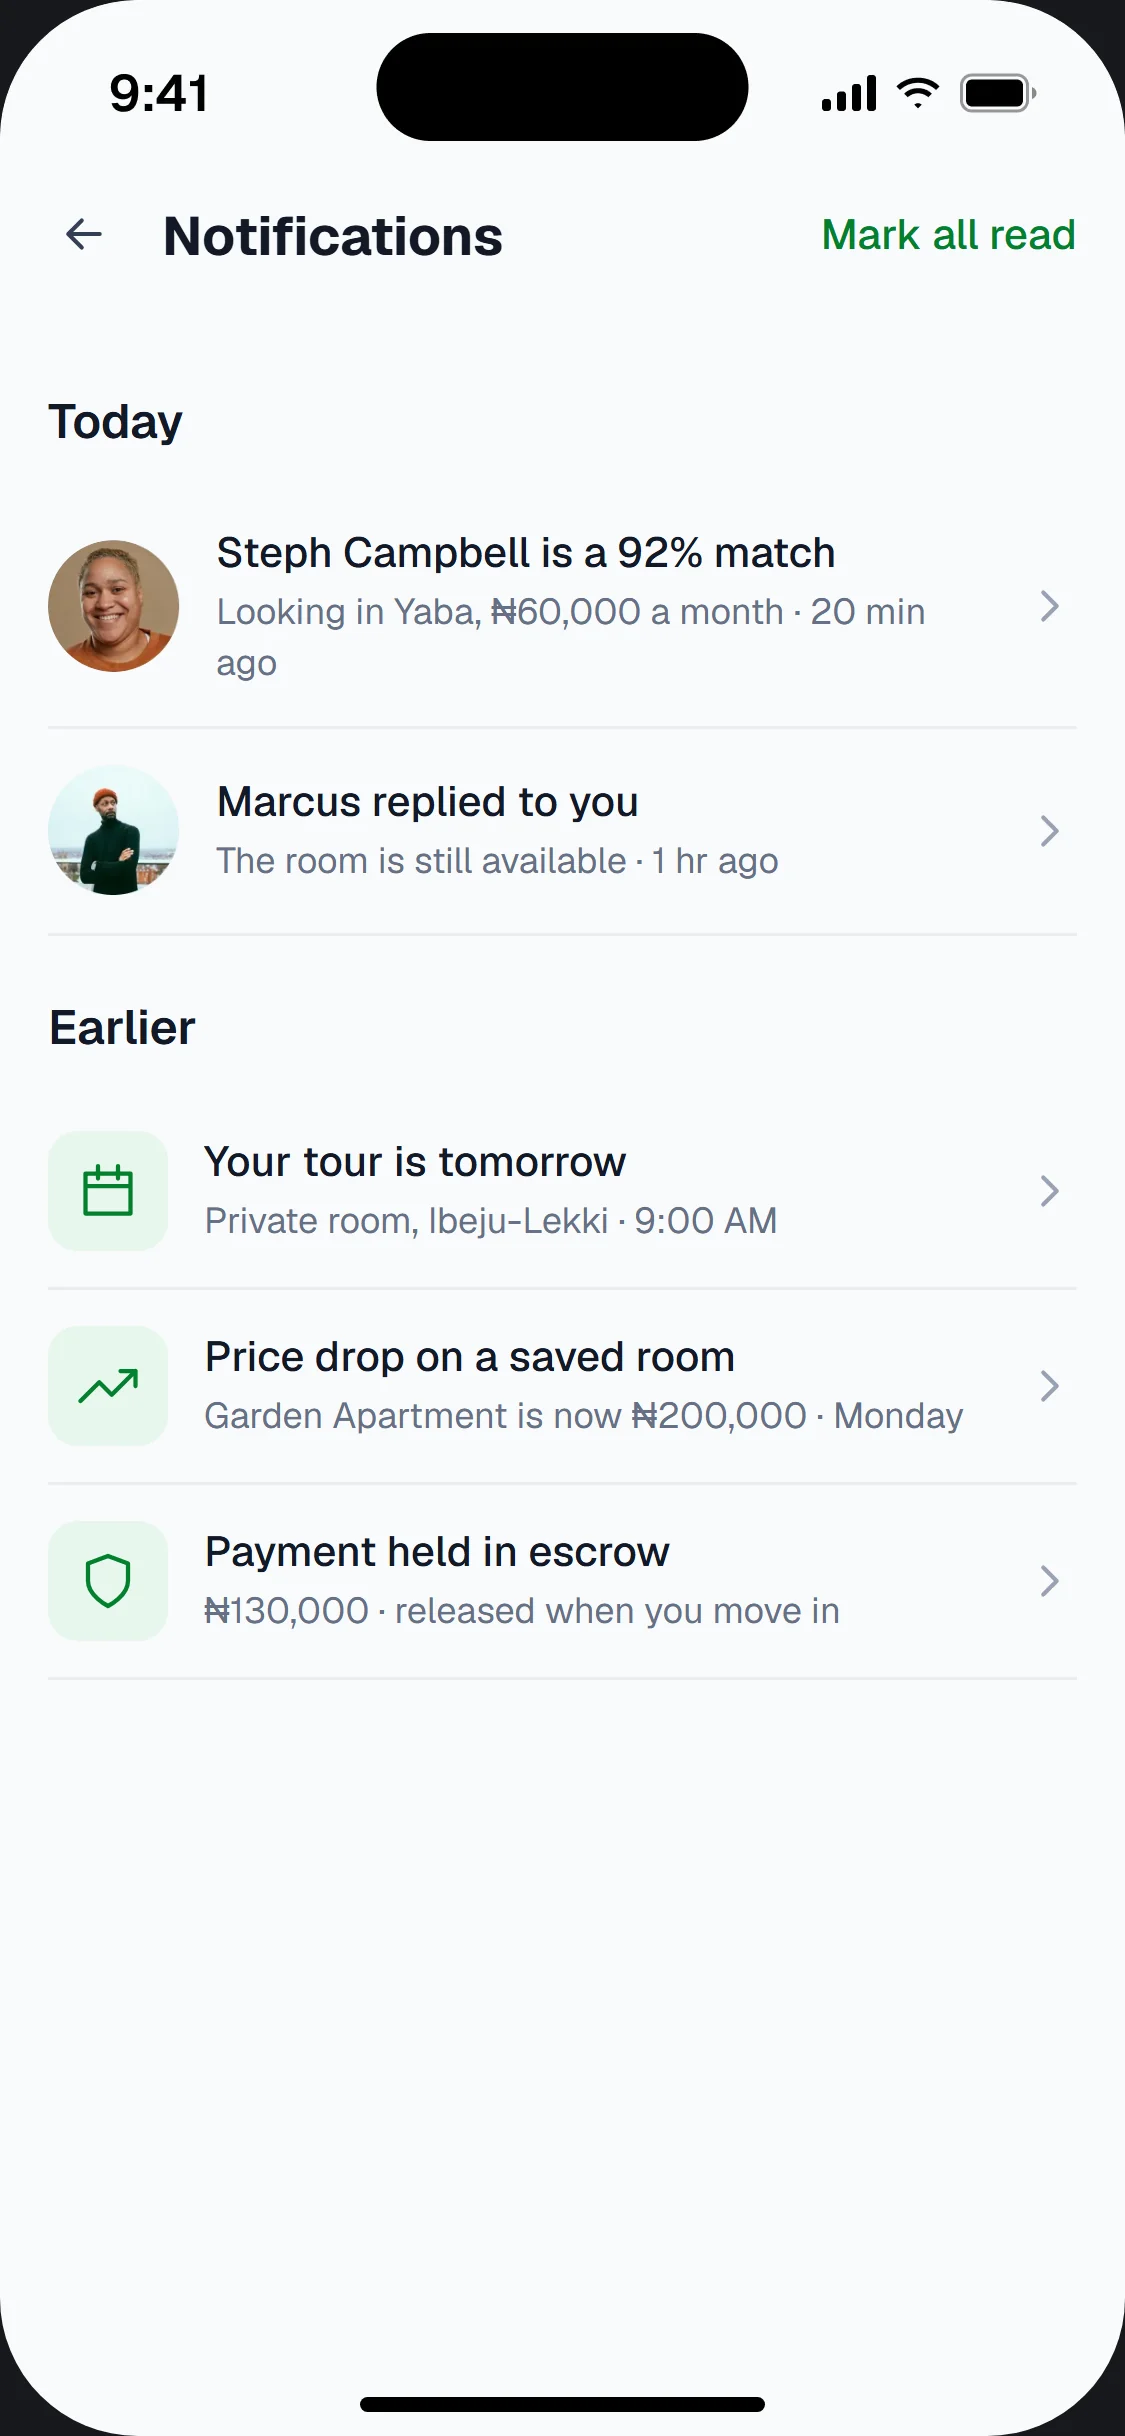 9:41
Notifications
Mark all read
Today
Steph Campbell is a 92% match
Looking in Yaba, ₦60,000 a month · 20 min
ago
Marcus replied to you
The room is still available · 1 hr ago
Earlier
Your tour is tomorrow
Private room, Ibeju-Lekki · 9:00 AM
Price drop on a saved room
Garden Apartment is now ₦200,000 · Monday
Payment held in escrow
₦130,000 · released when you move in